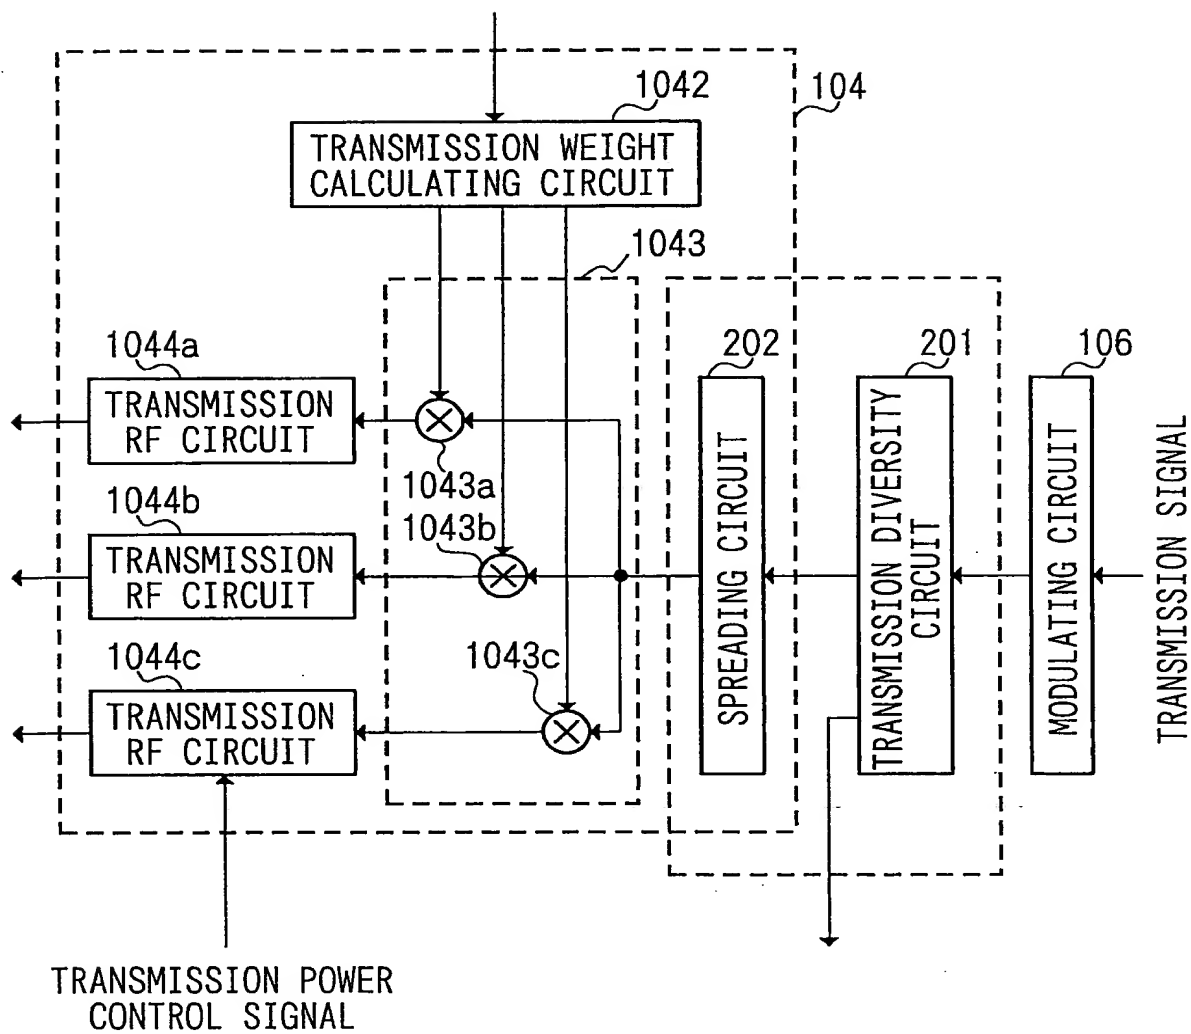 1042
104
TRANSMISSION WEIGHT
CALCULATING CIRCUIT
1043
1044a
202
201
106
TRANSMISSION
RF CIRCUIT
1043a
1044b
1043b
TRANSMISSION
RF CIRCUIT
1044c
1043c
TRANSMISSION
RF CIRCUIT
SPREADING CIRCUIT
TRANSMISSION DIVERSITY
CIRCUIT
MODULATING CIRCUIT
TRANSMISSION SIGNAL
TRANSMISSION POWER
CONTROL SIGNAL